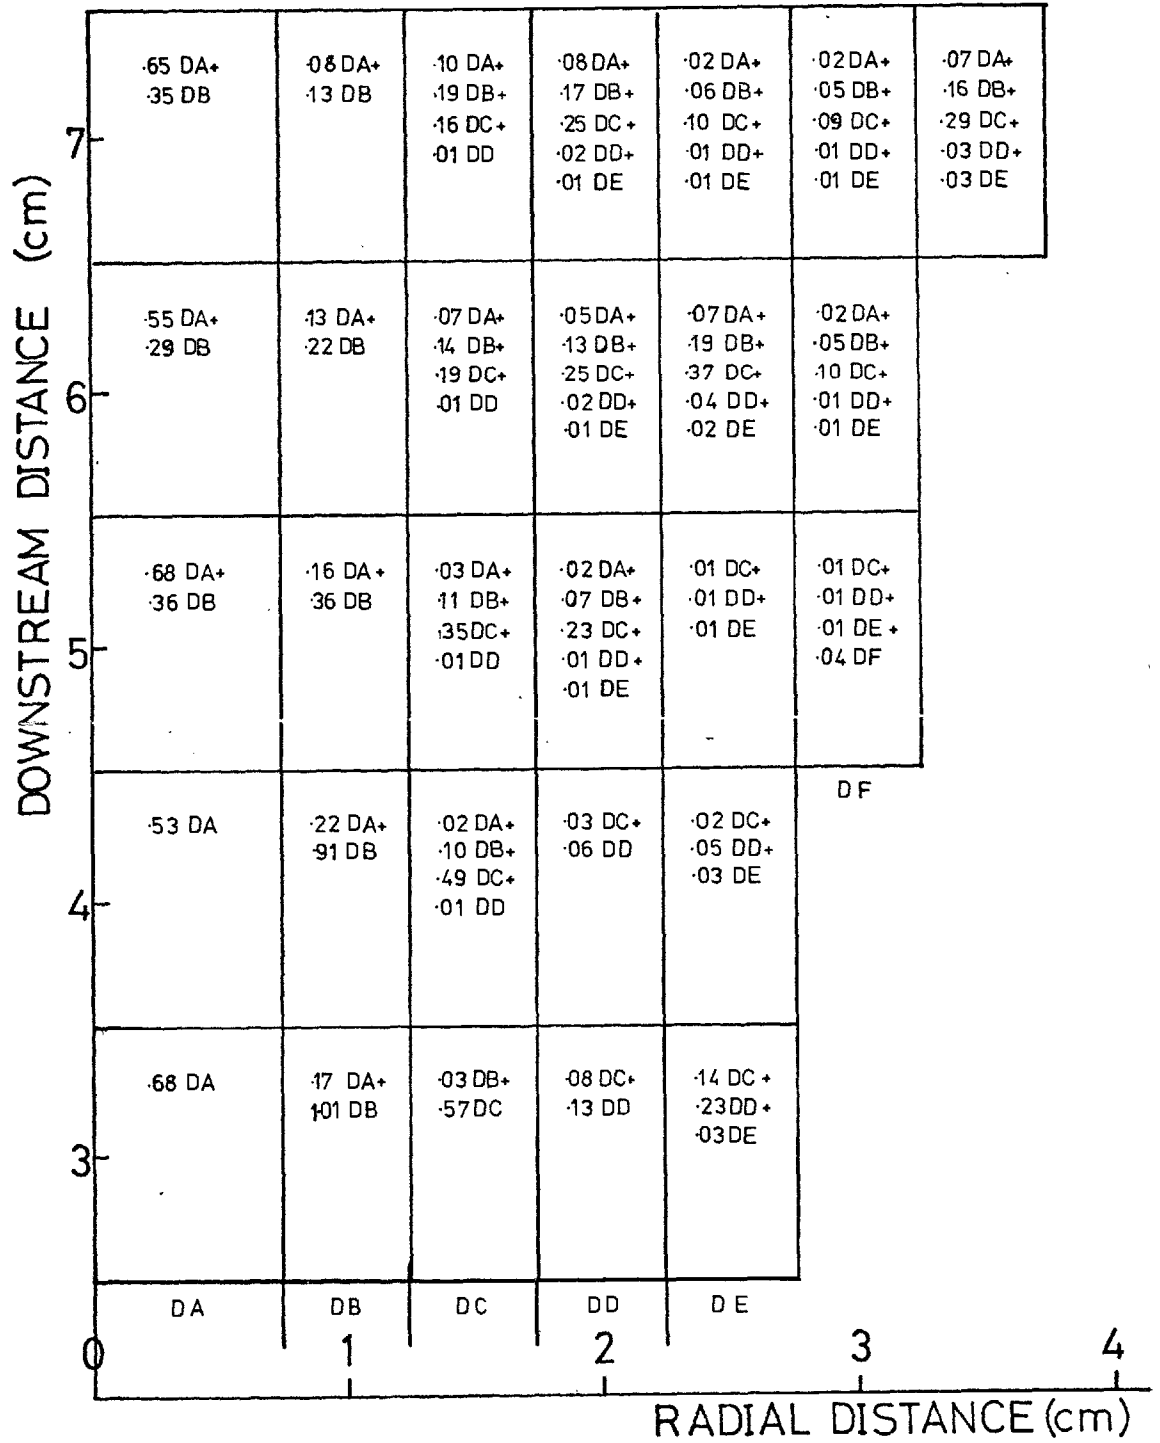 DOWNSTREAM DISTANCE (cm)
7
·65 DA+
·35 DB
·08 DA+
·13 DB
·10 DA+
·19 DB+
·16 DC+
·01 DD
·08 DA+
·17 DB+
·25 DC+
·02 DD+
·01 DE
·02 DA+
·06 DB+
·10 DC+
·01 DD+
·01 DE
·02 DA+
·05 DB+
·09 DC+
·01 DD+
·01 DE
·07 DA+
·16 DB+
·29 DC+
·03 DD+
·03 DE
6
·55 DA+
·29 DB
·13 DA+
·22 DB
·07 DA+
·14 DB+
·19 DC+
·01 DD
·05 DA+
·13 DB+
·25 DC+
·02 DD+
·01 DE
·07 DA+
·19 DB+
·37 DC+
·04 DD+
·02 DE
·02 DA+
·05 DB+
·10 DC+
·01 DD+
·01 DE
5
·68 DA+
·36 DB
·16 DA+
·36 DB
·03 DA+
·11 DB+
·35 DC+
·01 DD
·02 DA+
·07 DB+
·23 DC+
·01 DD+
·01 DE
·01 DC+
·01 DD+
·01 DE
·01 DC+
·01 DD+
·01 DE+
·04 DF
DF
4
·53 DA
·22 DA+
·91 DB
·02 DA+
·10 DB+
·49 DC+
·01 DD
·03 DC+
·06 DD
·02 DC+
·05 DD+
·03 DE
3
·68 DA
·17 DA+
1·01 DB
·03 DB+
·57 DC
·08 DC+
·13 DD
·14 DC+
·23 DD+
·03 DE
DA DB DC DD DE
0 1 2 3 4
RADIAL DISTANCE (cm)